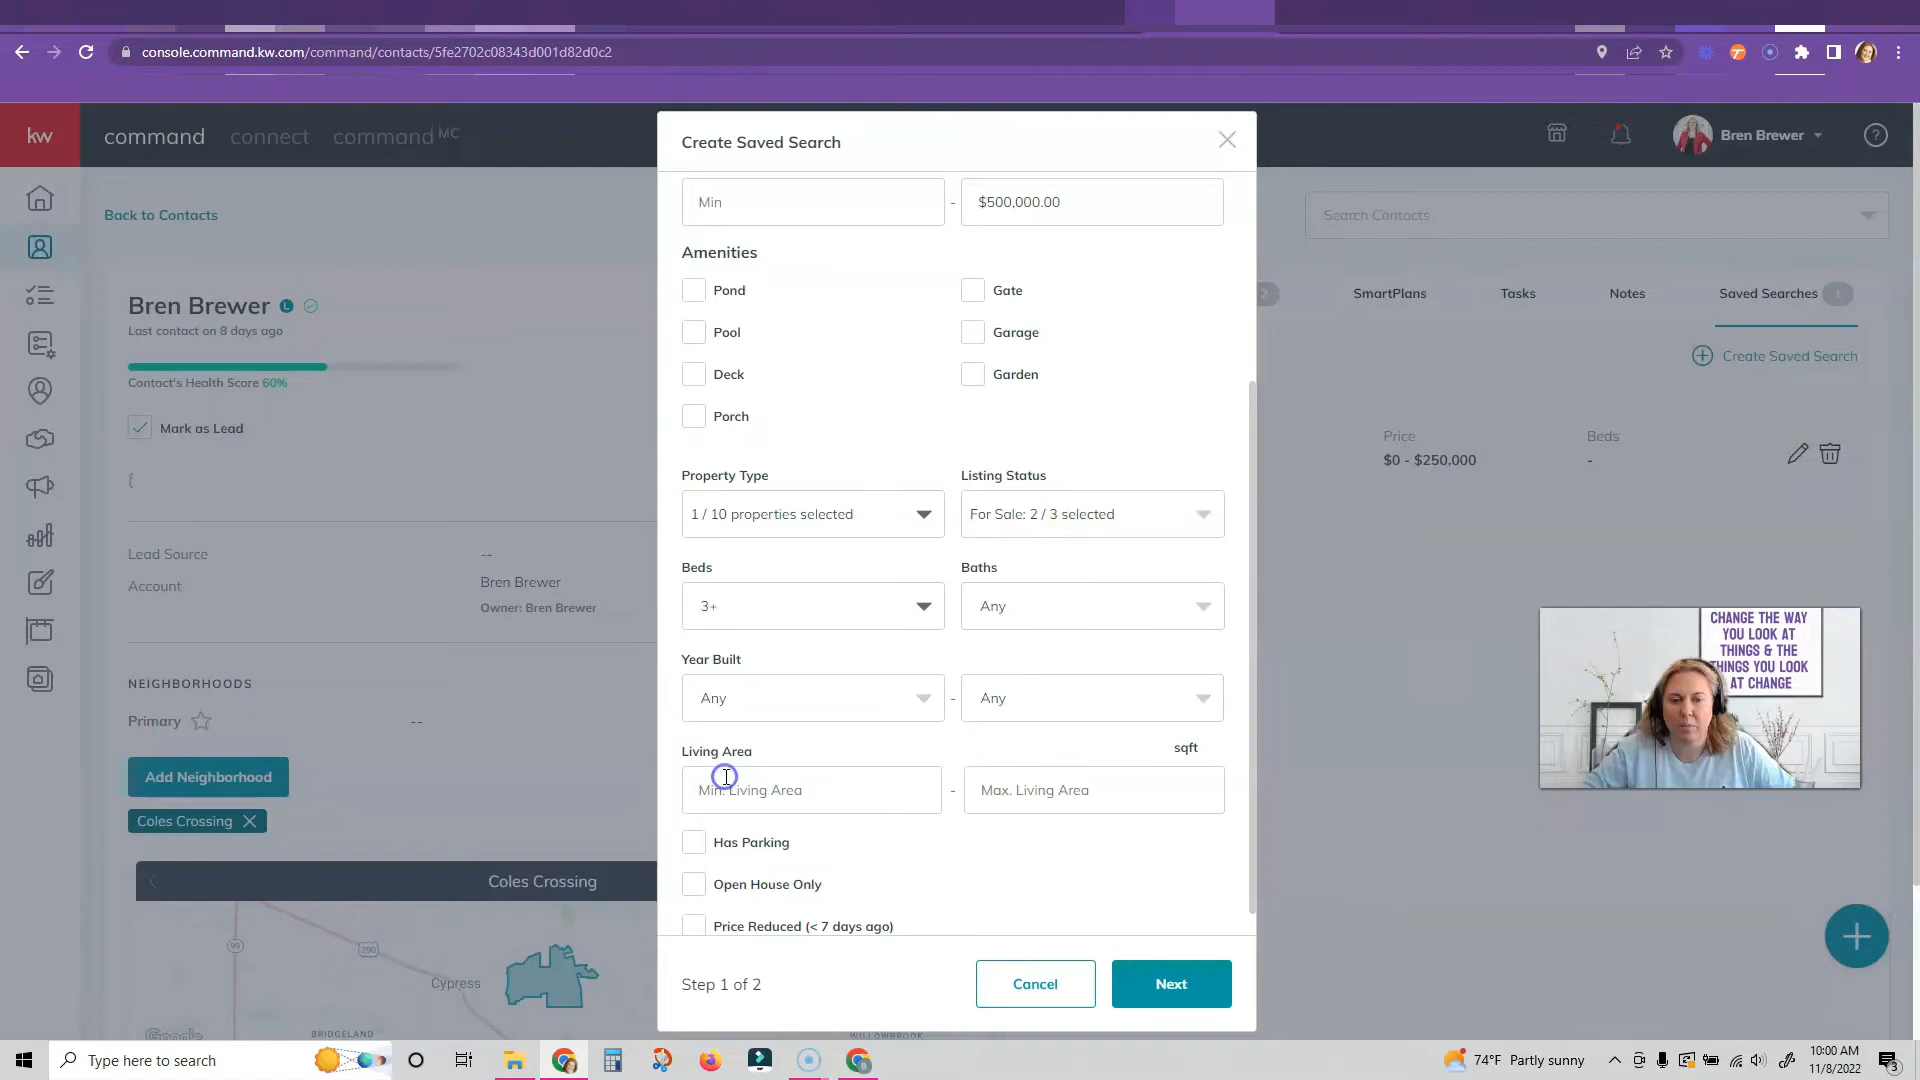 console.command.kw.com/command/contacts/5fe2702c08343d001d82d0c2
kw
command
connect
command MC
Bren Brewer
Back to Contacts
Search Contacts
Bren Brewer L
Last contact on 8 days ago
Contact's Health Score 60%
Mark as Lead
Lead Source
--
Account
Bren Brewer
Owner: Bren Brewer
NEIGHBORHOODS
Primary
--
Add Neighborhood
Coles Crossing
Coles Crossing
99
290
Cypress
BRIDGELAND
Google
WILLOWBROOK
Create Saved Search
Min - $500,000.00
Amenities
Pond
Gate
Pool
Garage
Deck
Garden
Porch
Property Type
Listing Status
1 / 10 properties selected
For Sale: 2 / 3 selected
Beds
Baths
3+
Any
Year Built
Any - Any
Living Area
sqft
Min. Living Area - Max. Living Area
Has Parking
Open House Only
Price Reduced (< 7 days ago)
Step 1 of 2
Cancel
Next
2
SmartPlans
Tasks
Notes
Saved Searches 1
Create Saved Search
Price
Beds
$0 - $250,000
-
CHANGE THE WAY
YOU LOOK AT
THINGS & THE
THINGS YOU LOOK
AT CHANGE
Type here to search
74°F Partly sunny
10:00 AM
11/8/2022
3